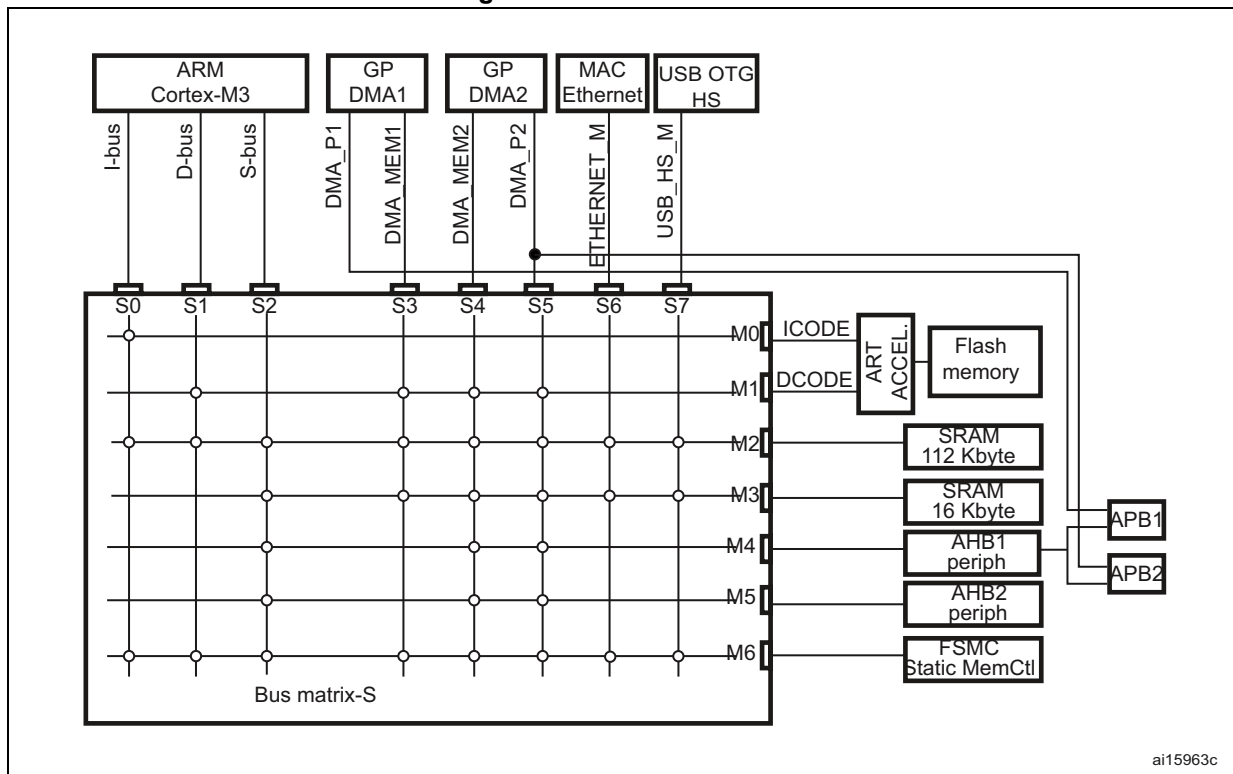 ARM
Cortex-M3
GP
DMA1
GP
DMA2
MAC
Ethernet
USB OTG
HS
I-bus
D-bus
S-bus
DMA_P1
DMA_MEM1
DMA_MEM2
DMA_P2
ETHERNET_M
USB_HS_M
S0
S1
S2
S3
S4
S5
S6
S7
M0
ICODE
M1
DCODE
ART
ACCEL.
Flash
memory
M2
SRAM
112 Kbyte
M3
SRAM
16 Kbyte
M4
AHB1
periph
APB1
APB2
M5
AHB2
periph
M6
FSMC
Static MemCtl
Bus matrix-S
ai15963c